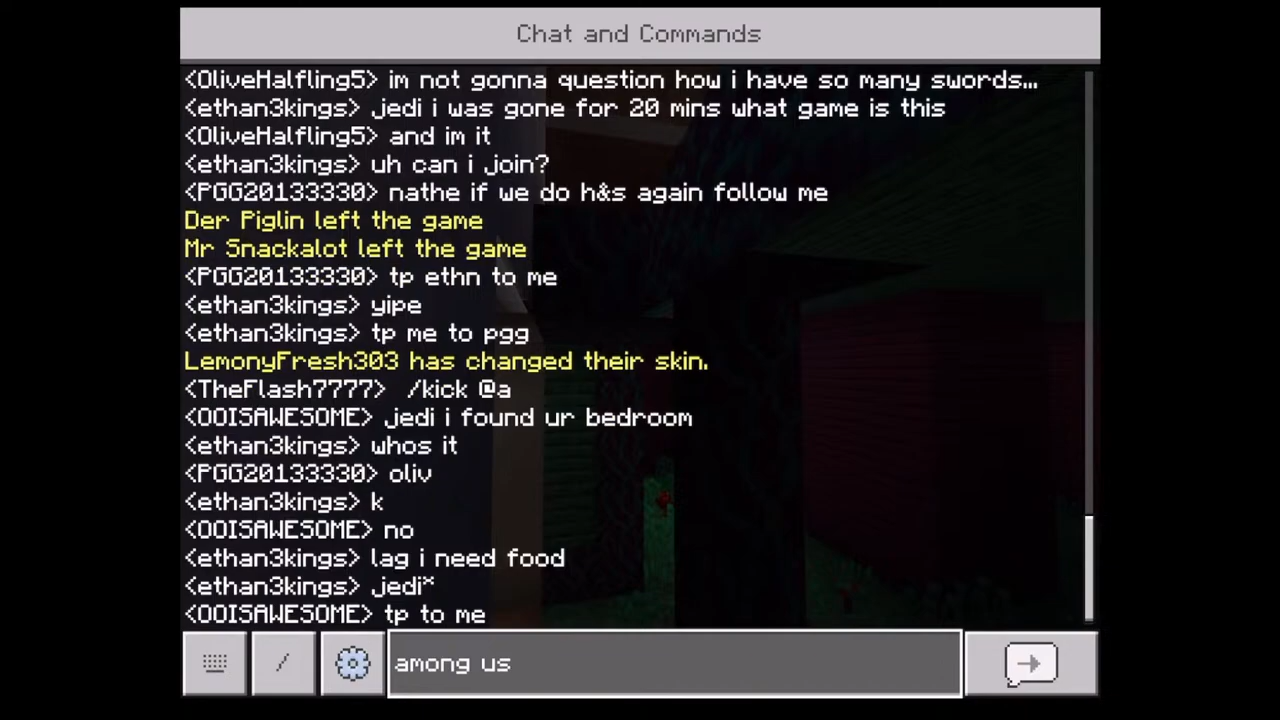 Chat and Commands
<OliveHalfling5> im not gonna question how i have so many swords...
<ethan3kings> jedi i was gone for 20 mins what game is this
<OliveHalfling5> and im it
<ethan3kings> uh can i join?
<PGG20133330> nathe if we do h&s again follow me
Der Piglin left the game
Mr Snackalot left the game
<PGG20133330> tp ethn to me
<ethan3kings> yipe
<ethan3kings> tp me to pgg
LemonyFresh303 has changed their skin.
<TheFlash7777>  /kick @a
<OOISAWESOME> jedi i found ur bedroom
<ethan3kings> whos it
<PGG20133330> oliv
<ethan3kings> k
<OOISAWESOME> no
<ethan3kings> lag i need food
<ethan3kings> jedi*
<OOISAWESOME> tp to me
/
among us